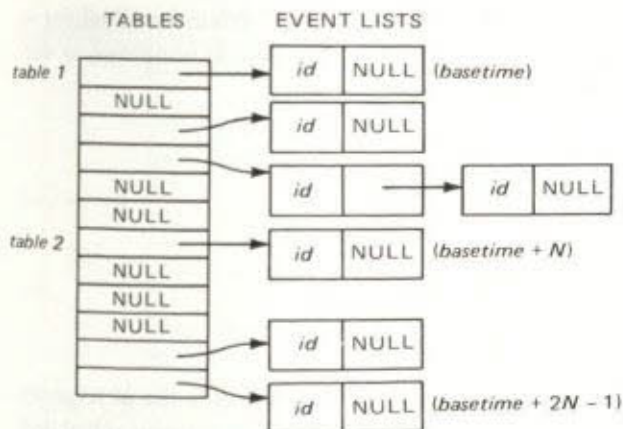 TABLES EVENT LISTS
table 1 id NULL (basetime)
NULL
id NULL
id id NULL
NULL
NULL
table 2 id NULL (basetime + N)
NULL
NULL
NULL
id NULL
id NULL (basetime + 2N – 1)